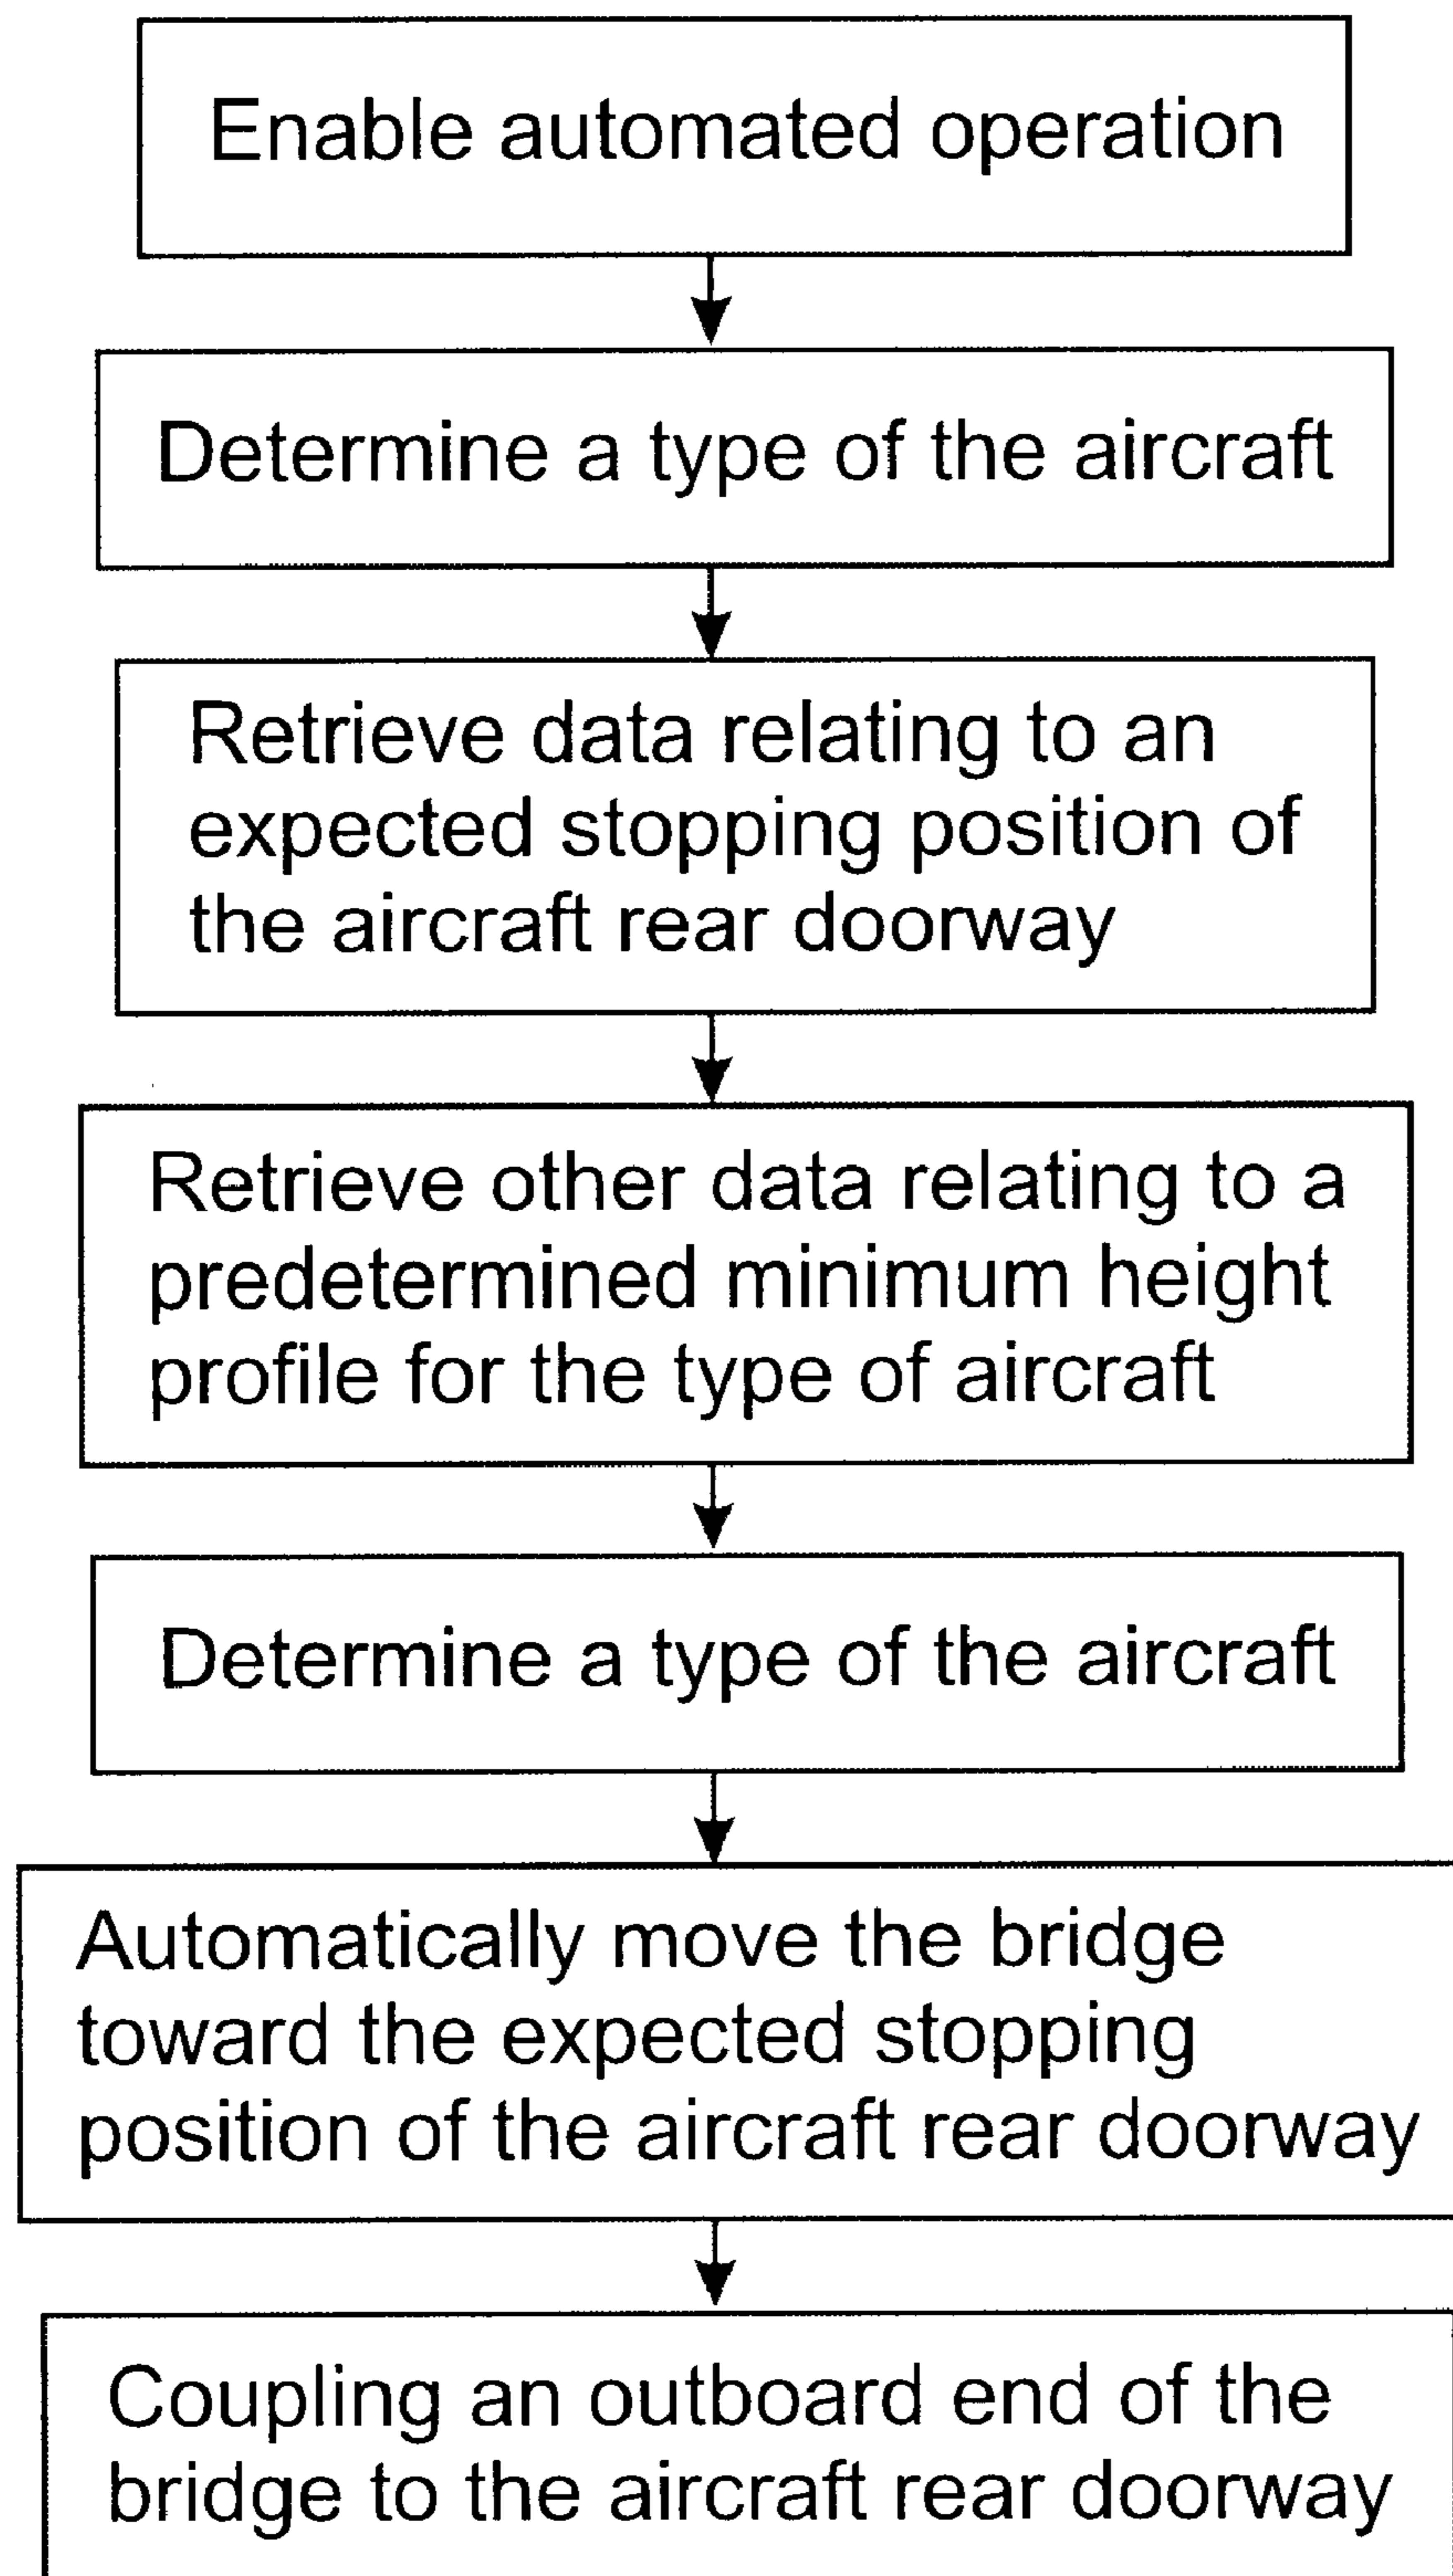 Enable automated operation
Determine a type of the aircraft
Retrieve data relating to an
expected stopping position of
the aircraft rear doorway
Retrieve other data relating to a
predetermined minimum height
profile for the type of aircraft
Determine a type of the aircraft
Automatically move the bridge
toward the expected stopping
position of the aircraft rear doorway
Coupling an outboard end of the
bridge to the aircraft rear doorway